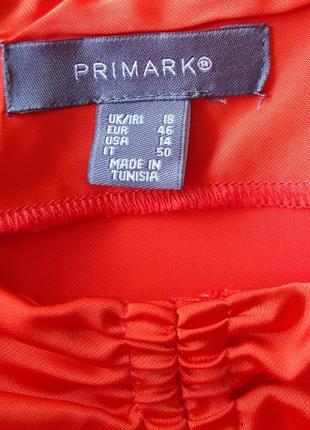 PRIMARK®
UK/IRL 18
EUR 46
USA 14
IT 50
MADE IN
TUNISIA